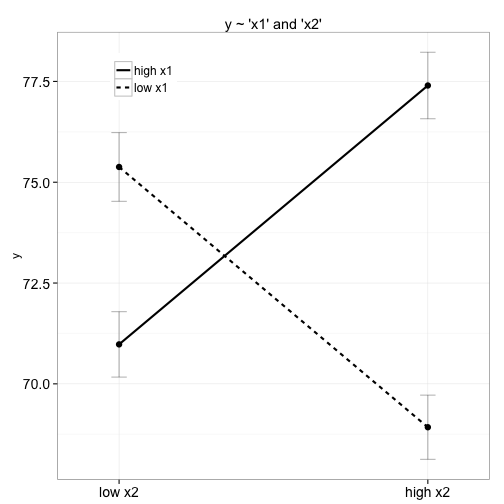 y ~ 'x1' and 'x2'
high x1
low x1
77.5
75.0
72.5
70.0
y
low x2 high x2